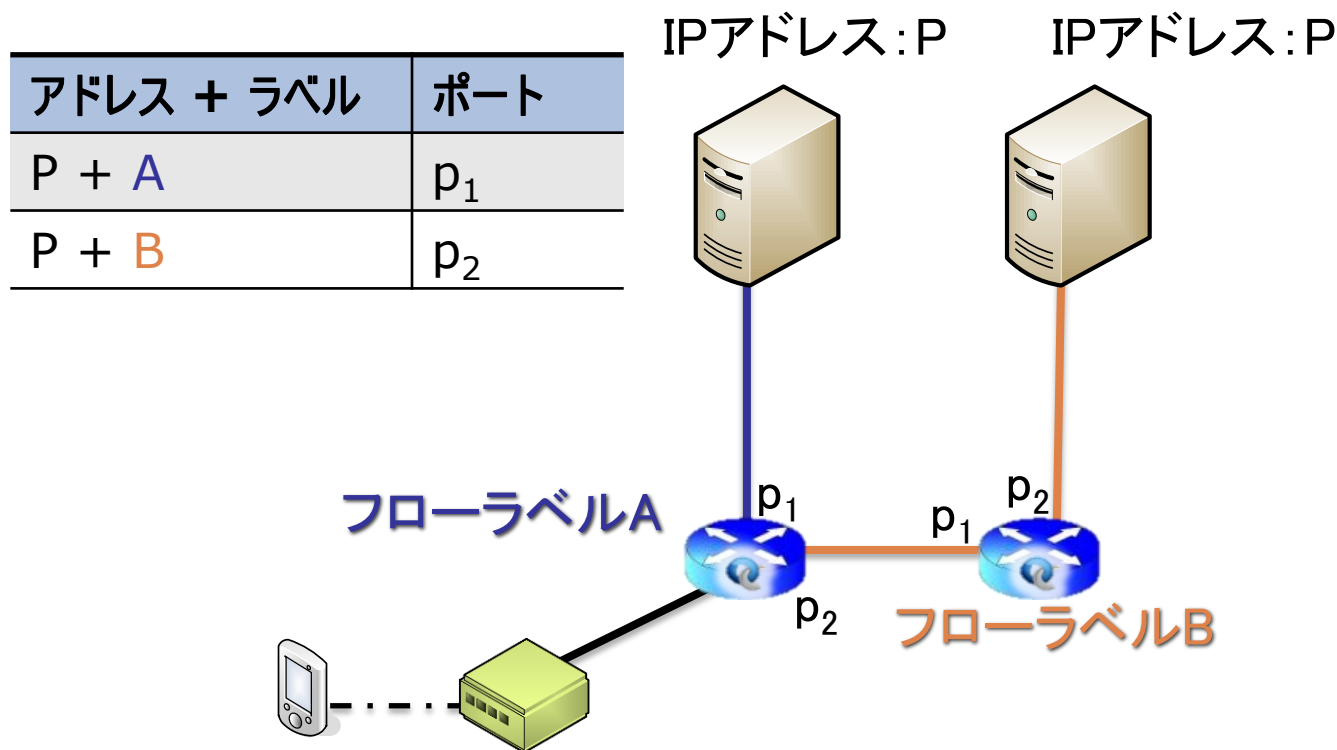 IPアドレス:P
IPアドレス:P
アドレス + ラベル ポート
P + A p₁
P + B p₂
フローラベルA
p₁
p₁
p₂
p₂
フローラベルB